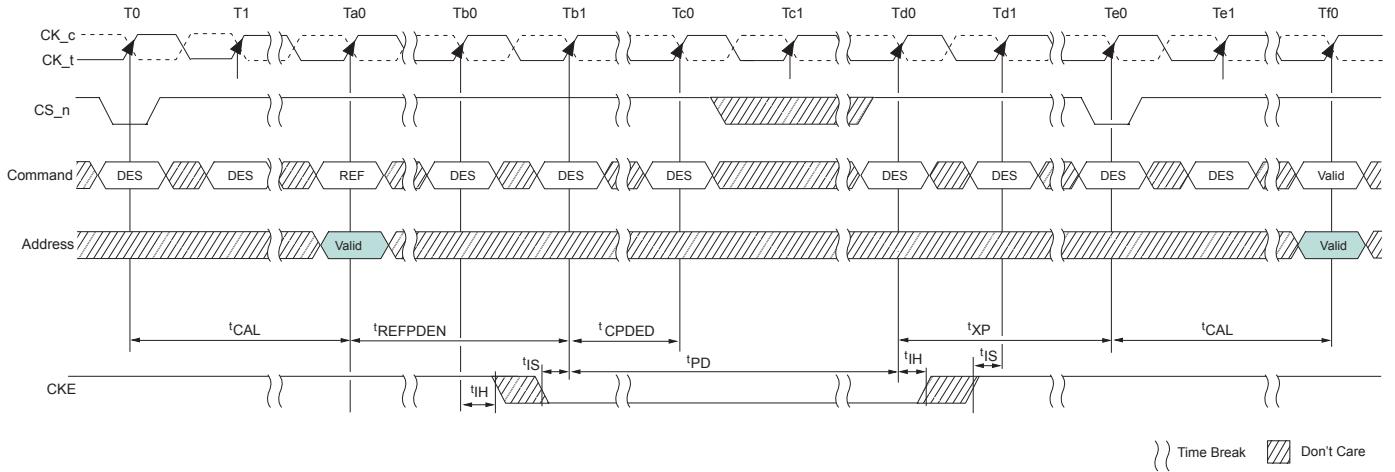 T0 T1 Ta0 Tb0 Tb1 Tc0 Tc1 Td0 Td1 Te0 Te1 Tf0
CK_c
CK_t
CS_n
Command DES DES REF DES DES DES DES DES DES DES Valid
Address Valid Valid
tCAL tREFPDEN tCPDED tXP tCAL
tIS tPD tIH tIS
CKE tIH
Time Break Don't Care